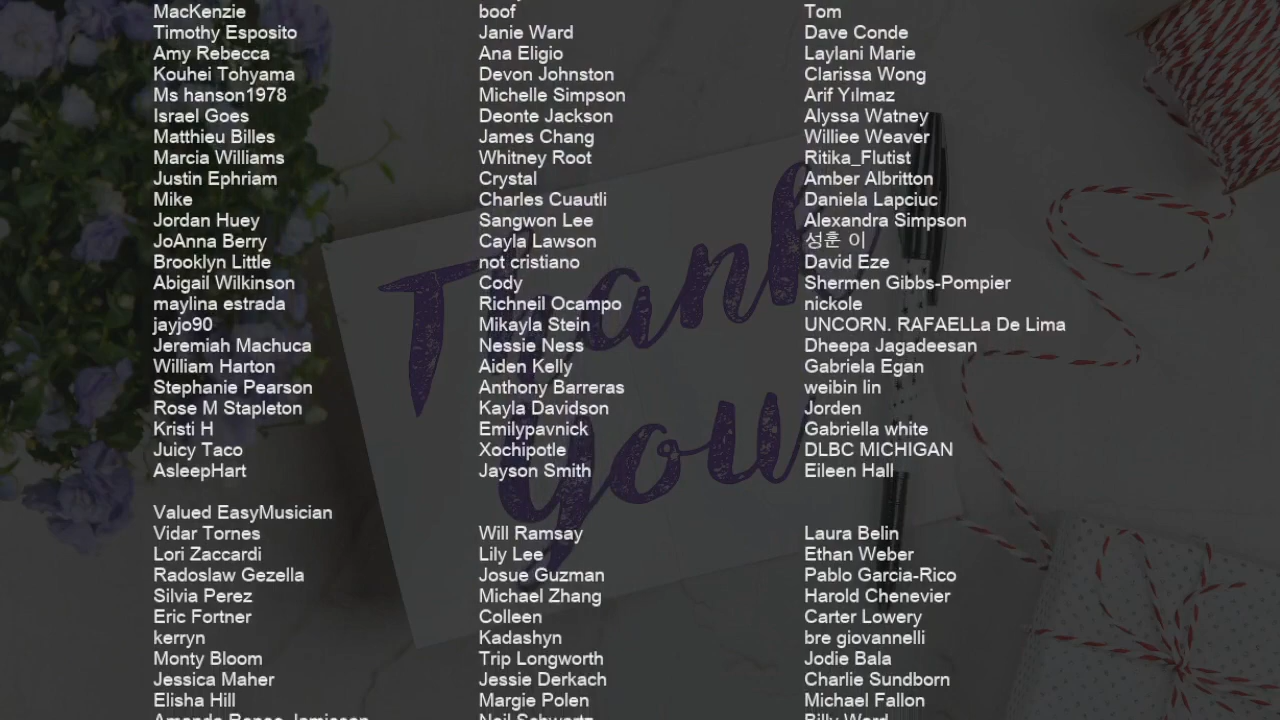 MacKenzie boof Tom
Timothy Esposito Janie Ward Dave Conde
Amy Rebecca Ana Eligio Laylani Marie
Kouhei Tohyama Devon Johnston Clarissa Wong
Ms hanson1978 Michelle Simpson Arif Yılmaz
Israel Goes Deonte Jackson Alyssa Watney
Matthieu Billes James Chang Williee Weaver
Marcia Williams Whitney Root Ritika_Flutist
Justin Ephriam Crystal Amber Albritton
Mike Charles Cuautli Daniela Lapciuc
Jordan Huey Sangwon Lee Alexandra Simpson
JoAnna Berry Cayla Lawson 성훈 이
Brooklyn Little not cristiano David Eze
Abigail Wilkinson Cody Shermen Gibbs-Pompier
maylina estrada Richneil Ocampo nickole
jayjo90 Mikayla Stein UNCORN. RAFAELLa De Lima
Jeremiah Machuca Nessie Ness Dheepa Jagadeesan
William Harton Aiden Kelly Gabriela Egan
Stephanie Pearson Anthony Barreras weibin lin
Rose M Stapleton Kayla Davidson Jorden
Kristi H Emilypavnick Gabriella white
Juicy Taco Xochipotle DLBC MICHIGAN
AsleepHart Jayson Smith Eileen Hall
Valued EasyMusician
Vidar Tornes Will Ramsay Laura Belin
Lori Zaccardi Lily Lee Ethan Weber
Radoslaw Gezella Josue Guzman Pablo Garcia-Rico
Silvia Perez Michael Zhang Harold Chenevier
Eric Fortner Colleen Carter Lowery
kerryn Kadashyn bre giovannelli
Monty Bloom Trip Longworth Jodie Bala
Jessica Maher Jessie Derkach Charlie Sundborn
Elisha Hill Margie Polen Michael Fallon
Amanda Renee Jamieson Neil Schwartz Billy Ward
Thank
you